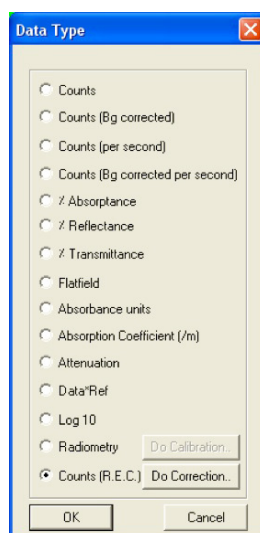 Data Type
Counts
Counts (Bg corrected)
Counts (per second)
Counts (Bg corrected per second)
% Absorptance
% Reflectance
% Transmittance
Flatfield
Absorbance units
Absorption Coefficient (/m)
Attenuation
Data*Ref
Log 10
Radiometry Do Calibration..
Counts (R.E.C.) Do Correction..
OK Cancel